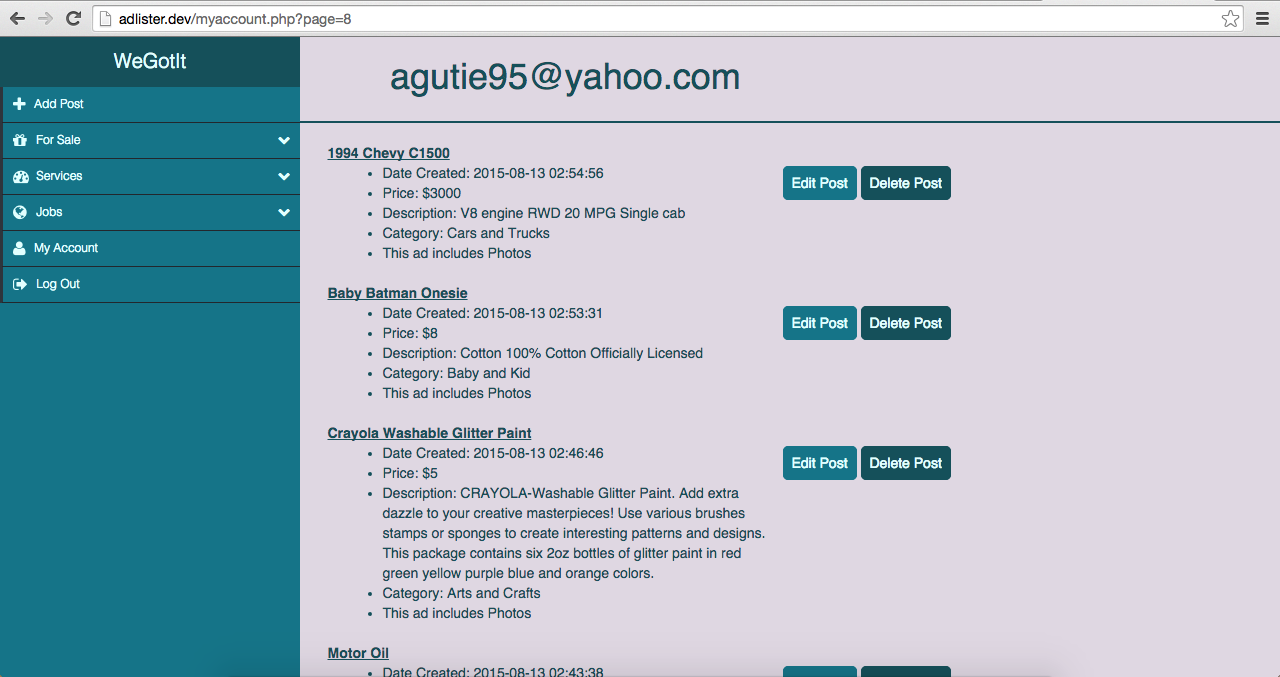 adlister.dev/myaccount.php?page=8
WeGotIt
Add Post
For Sale
Services
Jobs
My Account
Log Out
agutie95@yahoo.com
1994 Chevy C1500
Date Created: 2015-08-13 02:54:56
Price: $3000
Description: V8 engine RWD 20 MPG Single cab
Category: Cars and Trucks
This ad includes Photos
Edit Post Delete Post
Baby Batman Onesie
Date Created: 2015-08-13 02:53:31
Price: $8
Description: Cotton 100% Cotton Officially Licensed
Category: Baby and Kid
This ad includes Photos
Edit Post Delete Post
Crayola Washable Glitter Paint
Date Created: 2015-08-13 02:46:46
Price: $5
Description: CRAYOLA-Washable Glitter Paint. Add extra
dazzle to your creative masterpieces! Use various brushes
stamps or sponges to create interesting patterns and designs.
This package contains six 2oz bottles of glitter paint in red
green yellow purple blue and orange colors.
Category: Arts and Crafts
This ad includes Photos
Edit Post Delete Post
Motor Oil
Date Created: 2015-08-13 02:43:38